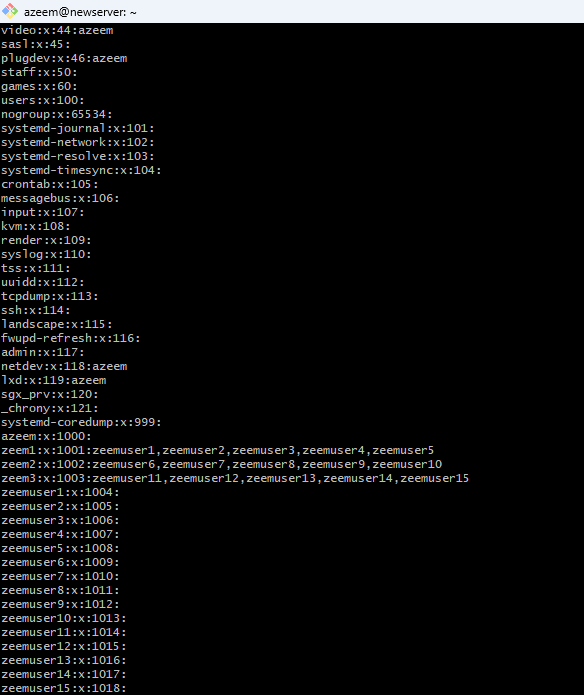 azeem@newserver: ~
video:x:44:azeem
sasl:x:45:
plugdev:x:46:azeem
staff:x:50:
games:x:60:
users:x:100:
nogroup:x:65534:
systemd-journal:x:101:
systemd-network:x:102:
systemd-resolve:x:103:
systemd-timesync:x:104:
crontab:x:105:
messagebus:x:106:
input:x:107:
kvm:x:108:
render:x:109:
syslog:x:110:
tss:x:111:
uuidd:x:112:
tcpdump:x:113:
ssh:x:114:
landscape:x:115:
fwupd-refresh:x:116:
admin:x:117:
netdev:x:118:azeem
lxd:x:119:azeem
sgx_prv:x:120:
_chrony:x:121:
systemd-coredump:x:999:
azeem:x:1000:
zeem1:x:1001:zeemuser1,zeemuser2,zeemuser3,zeemuser4,zeemuser5
zeem2:x:1002:zeemuser6,zeemuser7,zeemuser8,zeemuser9,zeemuser10
zeem3:x:1003:zeemuser11,zeemuser12,zeemuser13,zeemuser14,zeemuser15
zeemuser1:x:1004:
zeemuser2:x:1005:
zeemuser3:x:1006:
zeemuser4:x:1007:
zeemuser5:x:1008:
zeemuser6:x:1009:
zeemuser7:x:1010:
zeemuser8:x:1011:
zeemuser9:x:1012:
zeemuser10:x:1013:
zeemuser11:x:1014:
zeemuser12:x:1015:
zeemuser13:x:1016:
zeemuser14:x:1017:
zeemuser15:x:1018: